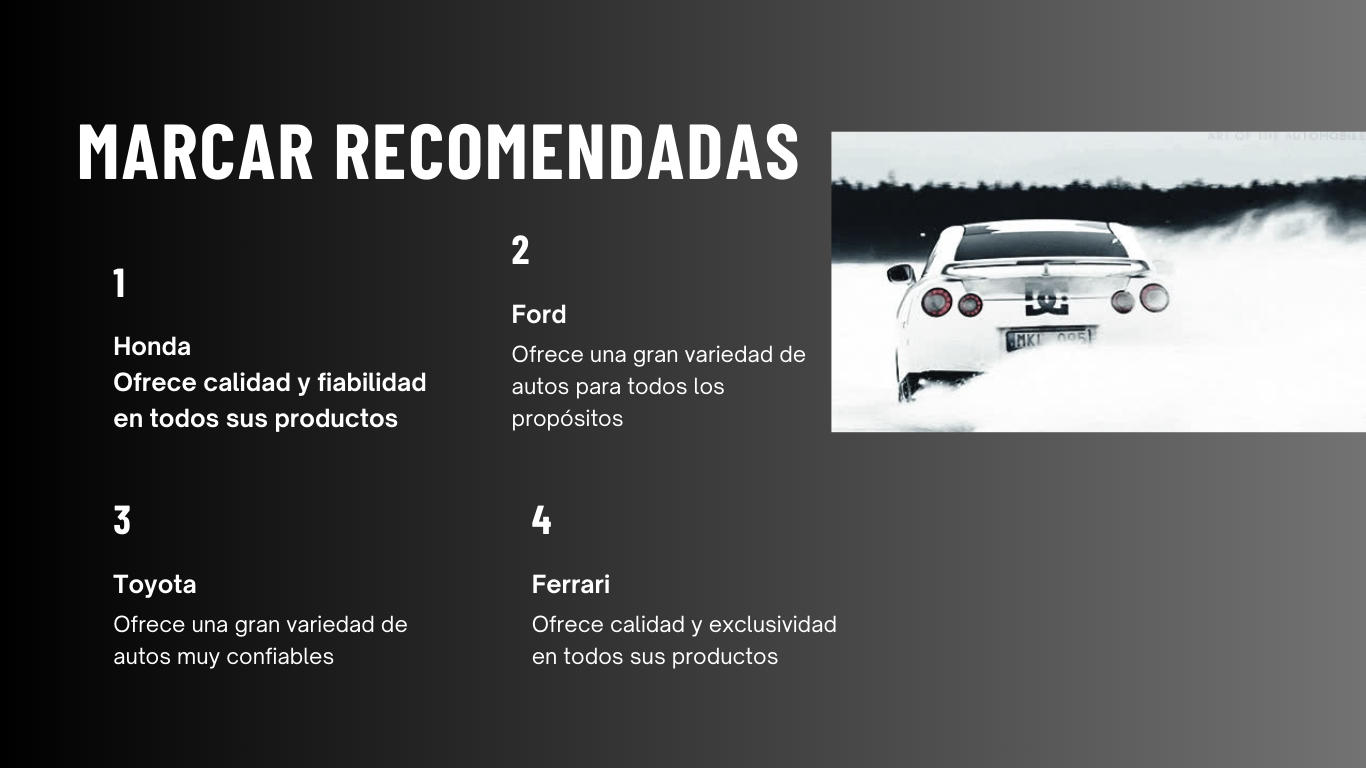 MARCAR RECOMENDADAS
1
Honda
Ofrece calidad y fiabilidad
en todos sus productos
2
Ford
Ofrece una gran variedad de
autos para todos los
propósitos
3
Toyota
Ofrece una gran variedad de
autos muy confiables
4
Ferrari
Ofrece calidad y exclusividad
en todos sus productos
ART OF THE AUTOMOBILE
DC
MKL 095